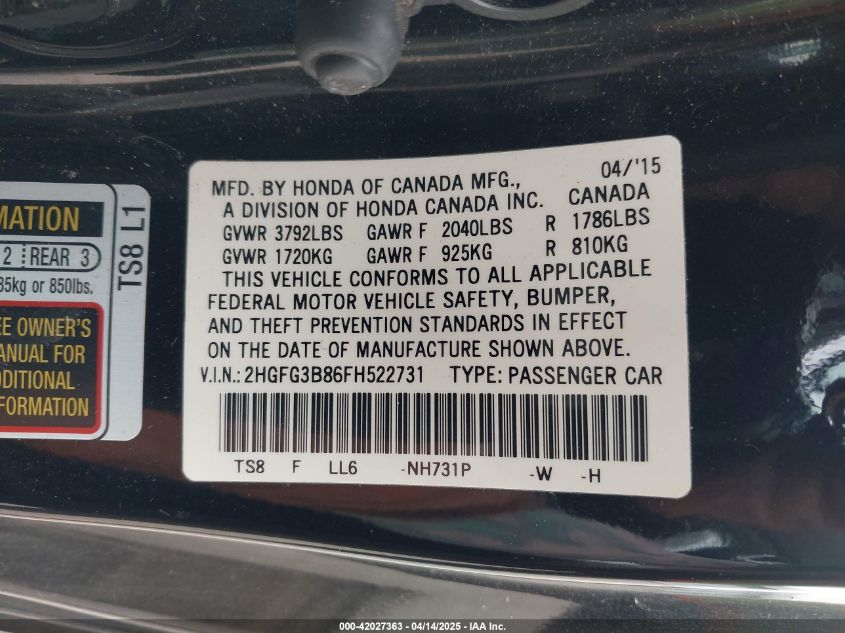 MATION
2 REAR 3
85kg or 850lbs.
EE OWNER'S
MANUAL FOR
DDITIONAL
FORMATION
TS8 L1
04/'15
MFD. BY HONDA OF CANADA MFG.,
A DIVISION OF HONDA CANADA INC. CANADA
GVWR 3792LBS GAWR F 2040LBS R 1786LBS
GVWR 1720KG GAWR F 925KG R 810KG
THIS VEHICLE CONFORMS TO ALL APPLICABLE
FEDERAL MOTOR VEHICLE SAFETY, BUMPER,
AND THEFT PREVENTION STANDARDS IN EFFECT
ON THE DATE OF MANUFACTURE SHOWN ABOVE.
V.I.N.: 2HGFG3B86FH522731 TYPE: PASSENGER CAR
TS8 F LL6 -NH731P -W -H
000-42027363 - 04/14/2025 - IAA Inc.